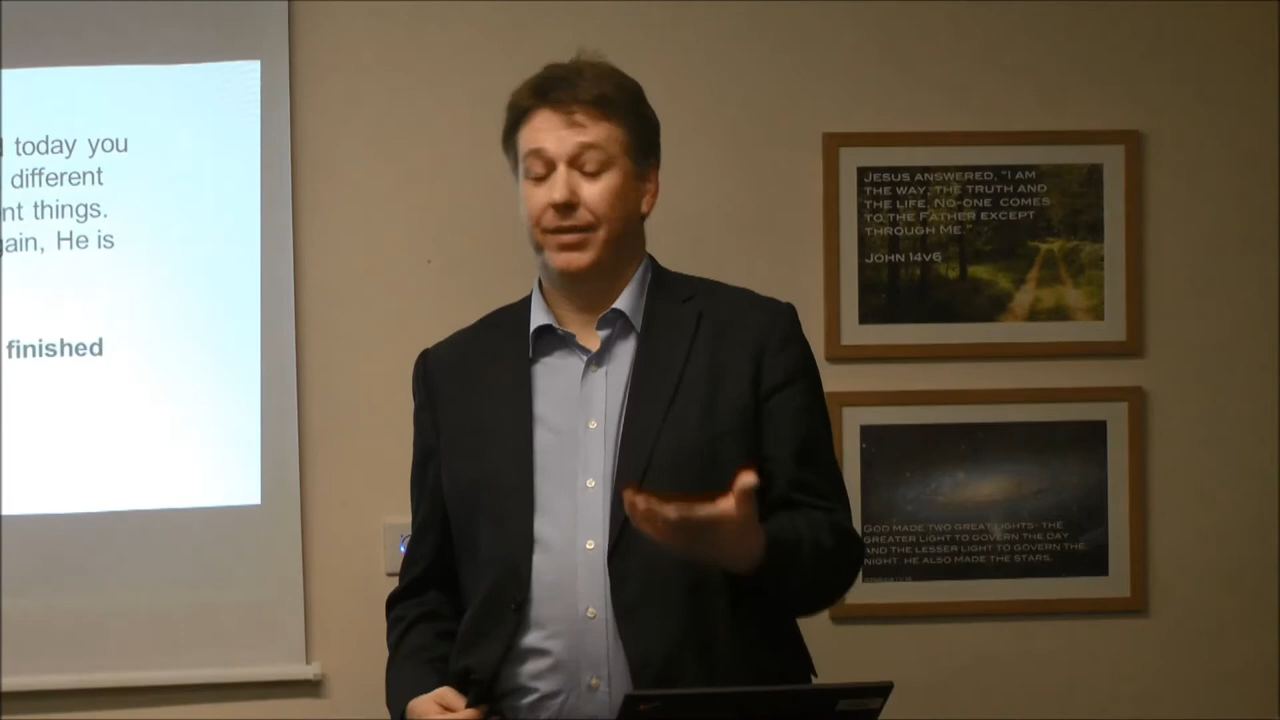 today you
different
nt things.
gain, He is
finished
JESUS ANSWERED, "I AM
THE WAY, THE TRUTH AND
THE LIFE, NO-ONE COMES
TO THE FATHER EXCEPT
THROUGH ME."
JOHN 14V6
GOD MADE TWO GREAT LIGHTS- THE
GREATER LIGHT TO GOVERN THE DAY
AND THE LESSER LIGHT TO GOVERN THE
NIGHT. HE ALSO MADE THE STARS.